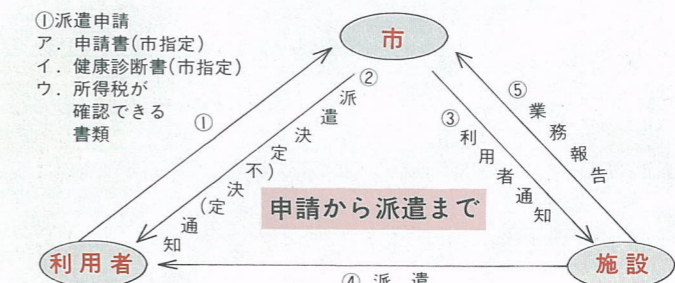 ①派遣申請
ア．申請書(市指定)
イ．健康診断書(市指定)
ウ．所得税が
確認できる
書類
市
①
②派遣決定(不決定)通知
③利用者通知
⑤業務報告
申請から派遣まで
利用者
④派遣
施設